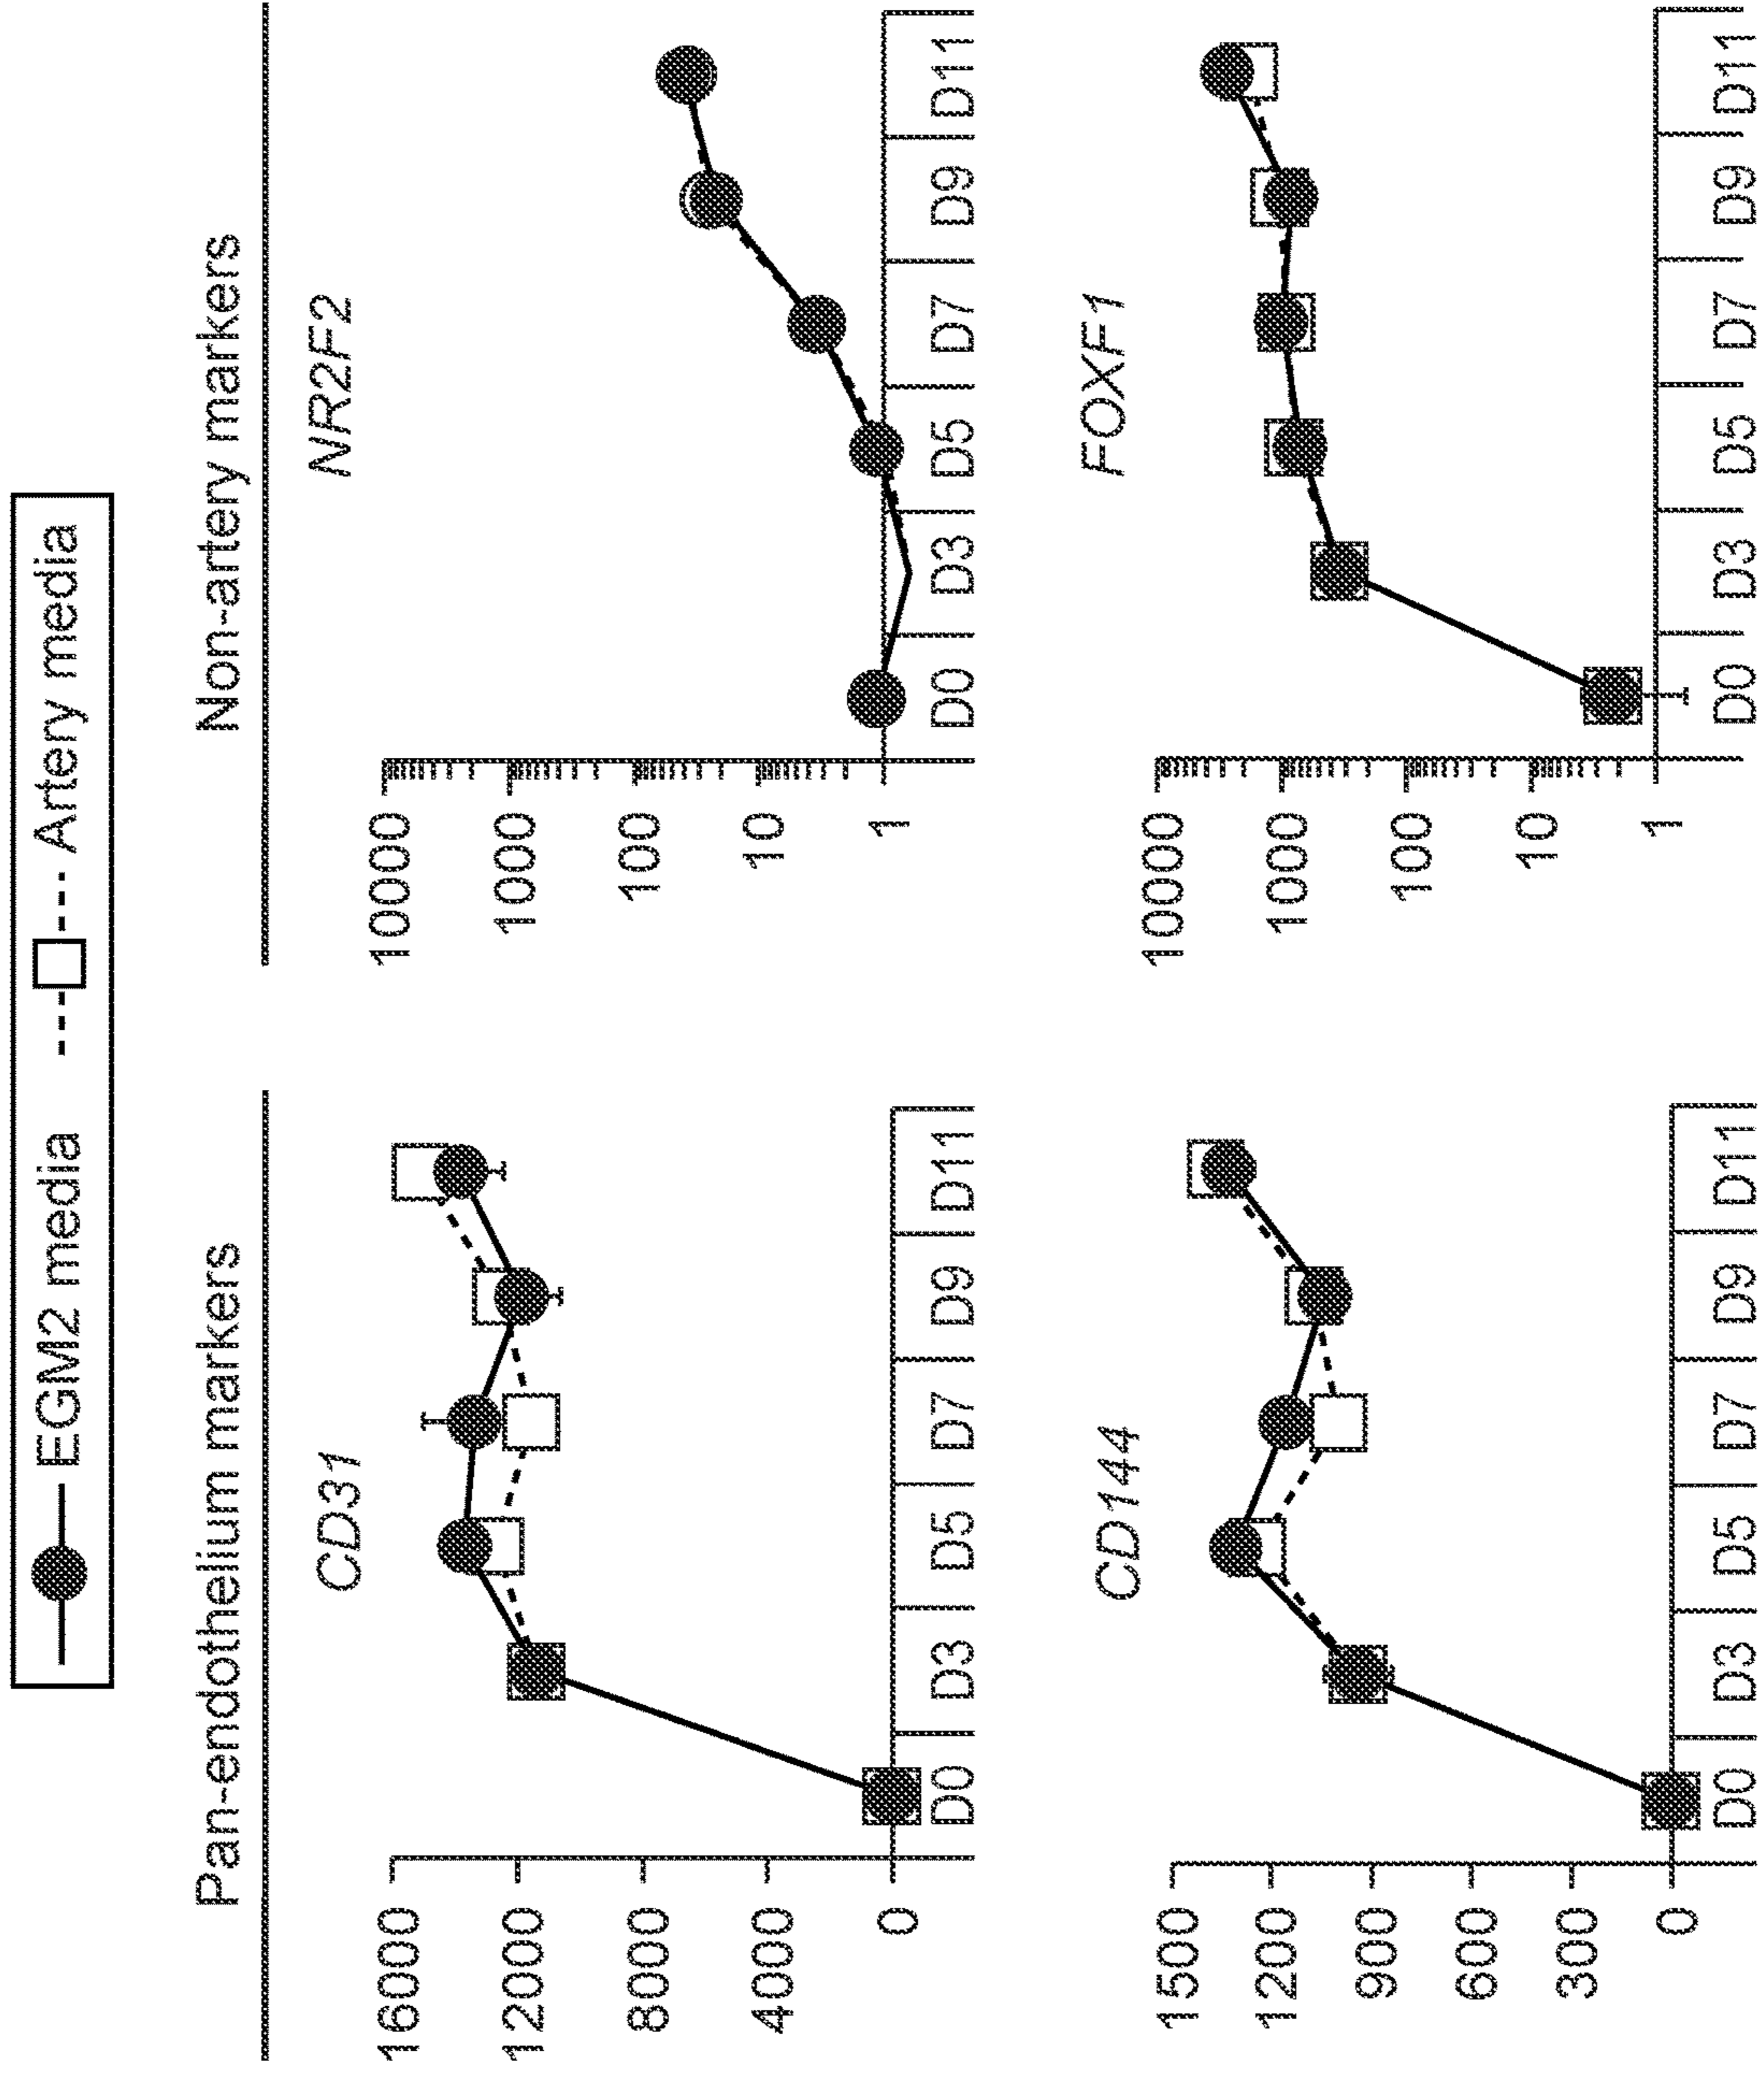 EGM2 media Artery media
Pan-endothelium markers
Non-artery markers
CD31
16000
12000
8000
4000
0
D0 D3 D5 D7 D9 D11
NR2F2
10000
1000
100
10
1
D0 D3 D5 D7 D9 D11
CD144
1500
1200
900
600
300
0
D0 D3 D5 D7 D9 D11
FOXF1
10000
1000
100
10
1
D0 D3 D5 D7 D9 D11